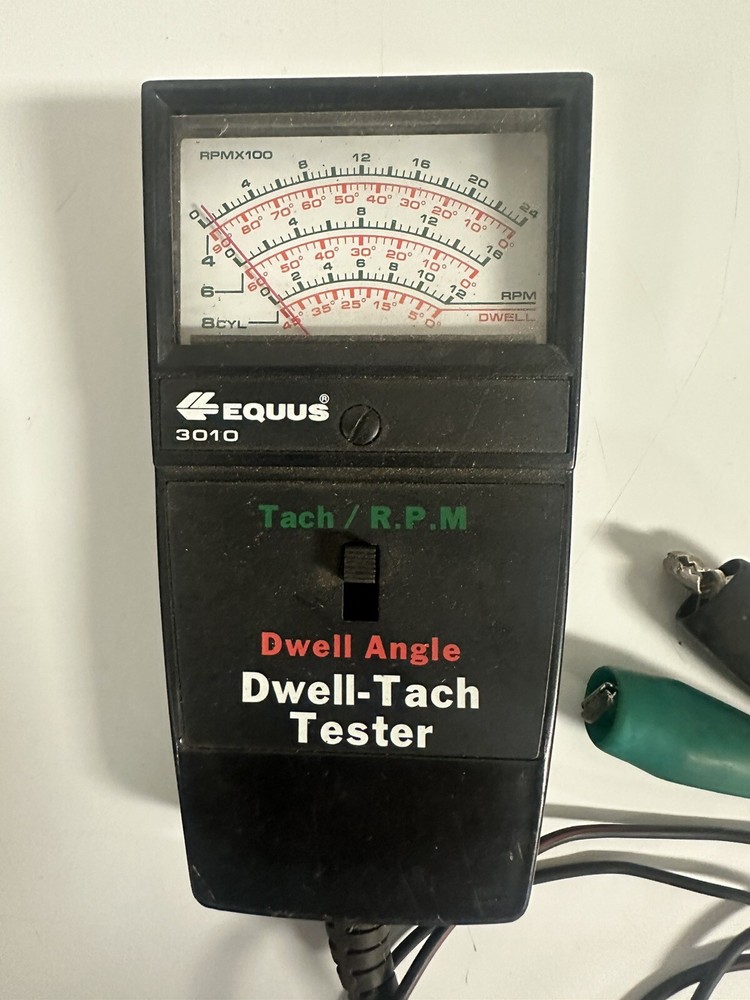 RPMX100
0 4 8 12 16 20 24
90° 80° 70° 60° 50° 40° 30° 20° 10° 0°
4
0 4 8 12 16
60° 50° 40° 30° 20° 10° 0°
6
0 2 4 6 8 10 12
RPM
8CYL
45° 35° 25° 15° 5° 0°
DWELL
EQUUS®
3010
Tach / R.P.M
Dwell Angle
Dwell-Tach
Tester